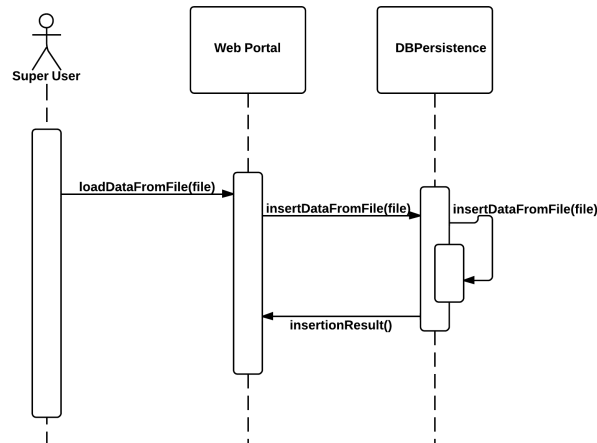 Web Portal
DBPersistence
Super User
loadDataFromFile(file)
insertDataFromFile(file)
insertDataFromFile(file)
insertionResult()